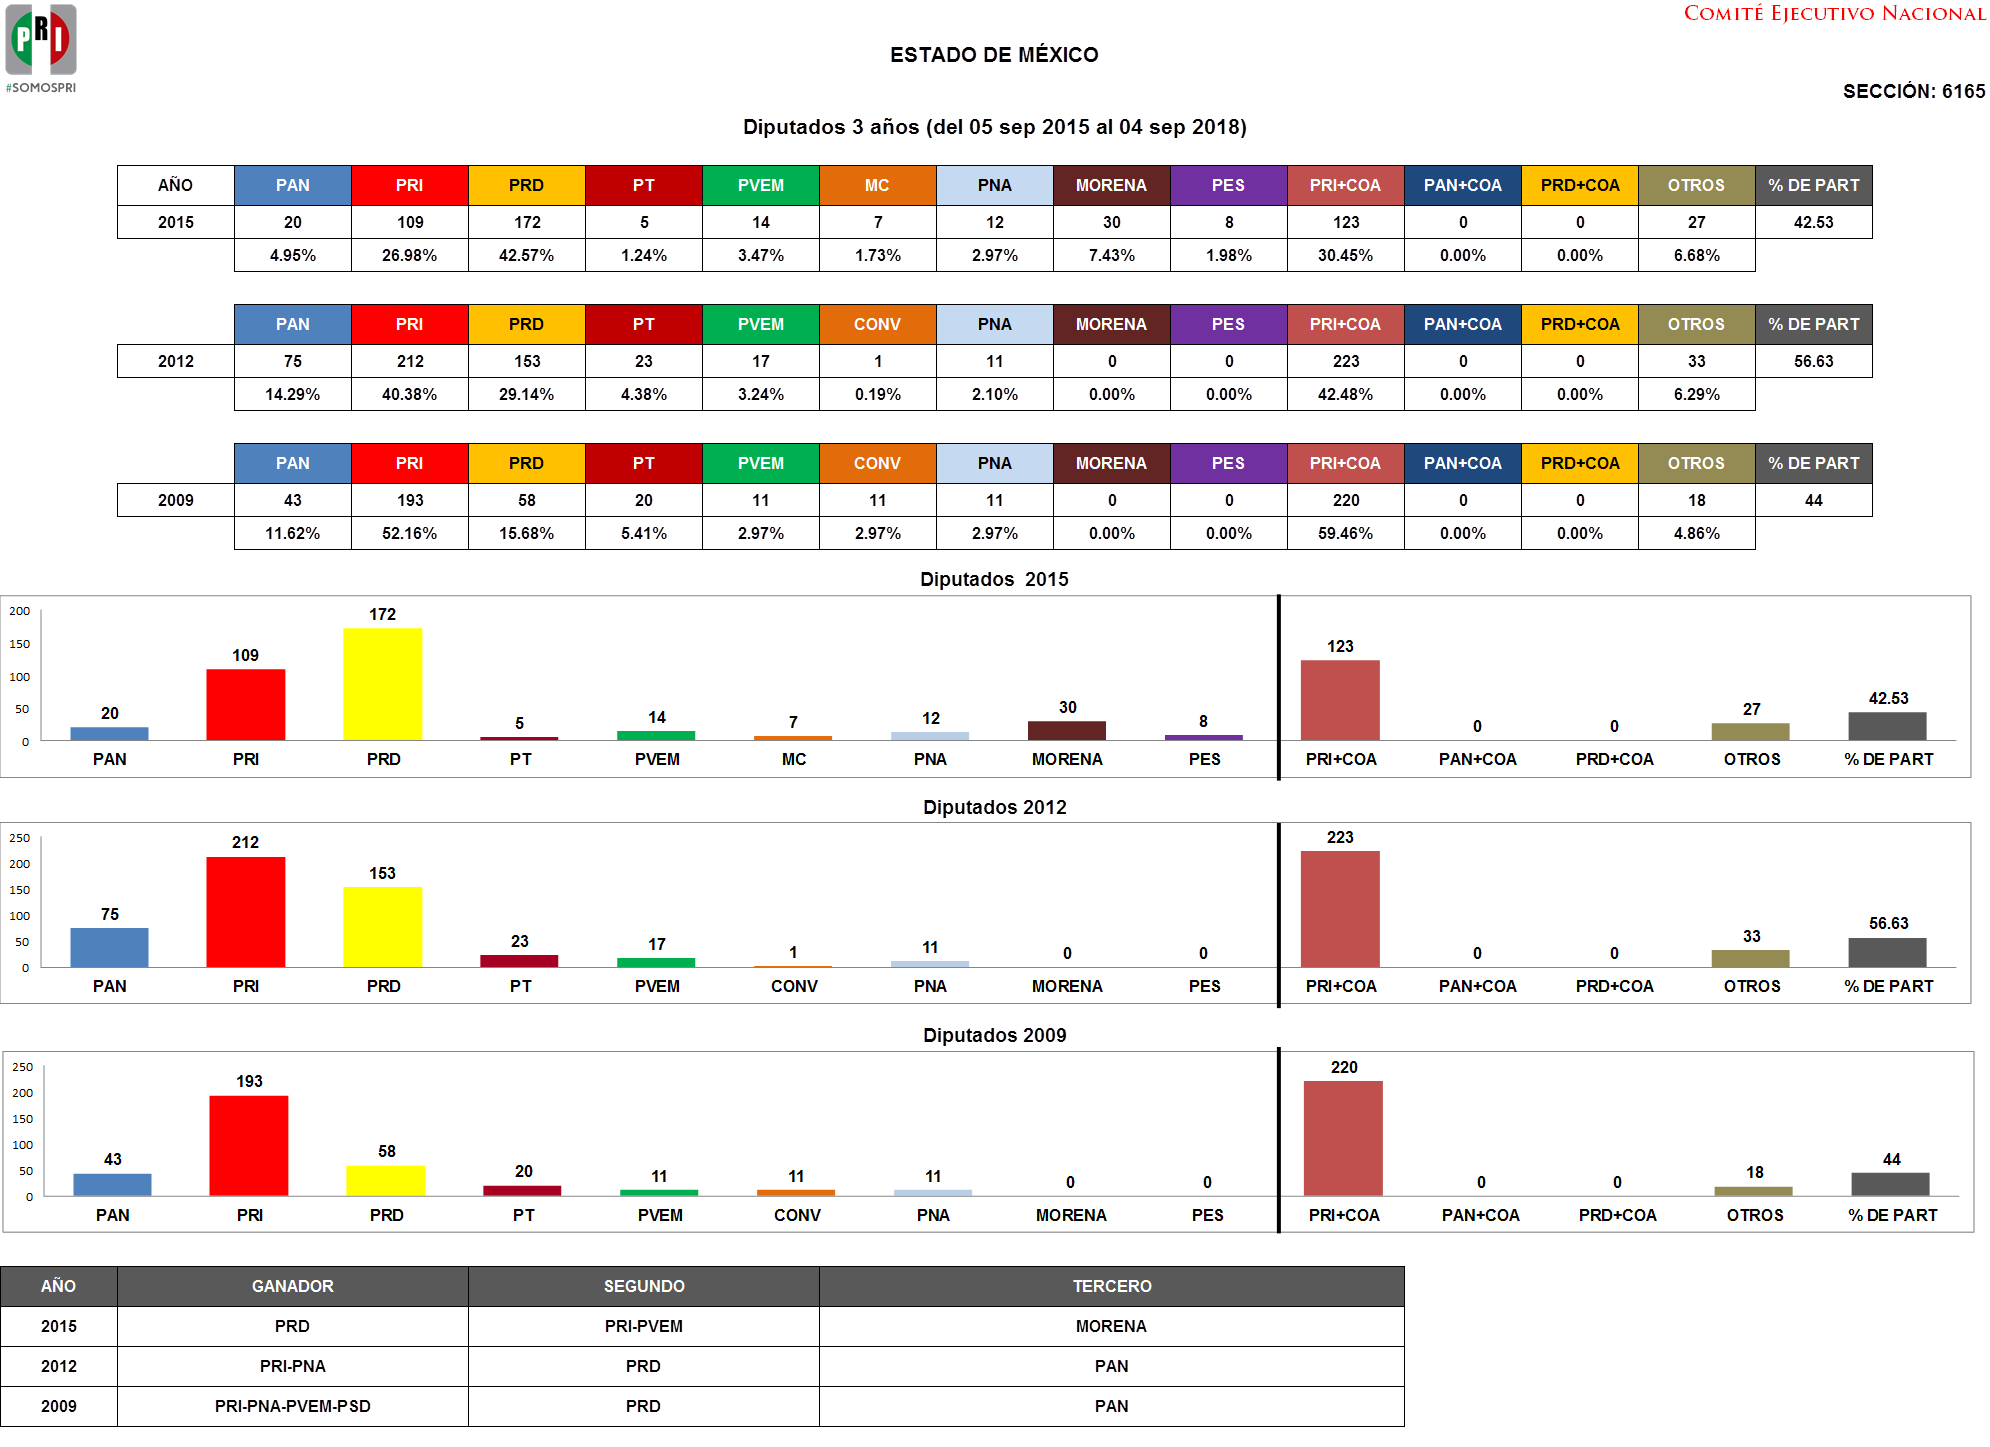 PRI
#SOMOSPRI
COMITÉ EJECUTIVO NACIONAL
ESTADO DE MÉXICO
SECCIÓN: 6165
Diputados 3 años (del 05 sep 2015 al 04 sep 2018)
AÑO PAN PRI PRD PT PVEM MC PNA MORENA PES PRI+COA PAN+COA PRD+COA OTROS % DE PART
2015 20 109 172 5 14 7 12 30 8 123 0 0 27 42.53
4.95% 26.98% 42.57% 1.24% 3.47% 1.73% 2.97% 7.43% 1.98% 30.45% 0.00% 0.00% 6.68%
PAN PRI PRD PT PVEM CONV PNA MORENA PES PRI+COA PAN+COA PRD+COA OTROS % DE PART
2012 75 212 153 23 17 1 11 0 0 223 0 0 33 56.63
14.29% 40.38% 29.14% 4.38% 3.24% 0.19% 2.10% 0.00% 0.00% 42.48% 0.00% 0.00% 6.29%
PAN PRI PRD PT PVEM CONV PNA MORENA PES PRI+COA PAN+COA PRD+COA OTROS % DE PART
2009 43 193 58 20 11 11 11 0 0 220 0 0 18 44
11.62% 52.16% 15.68% 5.41% 2.97% 2.97% 2.97% 0.00% 0.00% 59.46% 0.00% 0.00% 4.86%
Diputados 2015
200
150
100
50
0
20 109 172 5 14 7 12 30 8 123 0 0 27 42.53
PAN PRI PRD PT PVEM MC PNA MORENA PES PRI+COA PAN+COA PRD+COA OTROS % DE PART
Diputados 2012
250
200
150
100
50
0
75 212 153 23 17 1 11 0 0 223 0 0 33 56.63
PAN PRI PRD PT PVEM CONV PNA MORENA PES PRI+COA PAN+COA PRD+COA OTROS % DE PART
Diputados 2009
250
200
150
100
50
0
43 193 58 20 11 11 11 0 0 220 0 0 18 44
PAN PRI PRD PT PVEM CONV PNA MORENA PES PRI+COA PAN+COA PRD+COA OTROS % DE PART
AÑO GANADOR SEGUNDO TERCERO
2015 PRD PRI-PVEM MORENA
2012 PRI-PNA PRD PAN
2009 PRI-PNA-PVEM-PSD PRD PAN